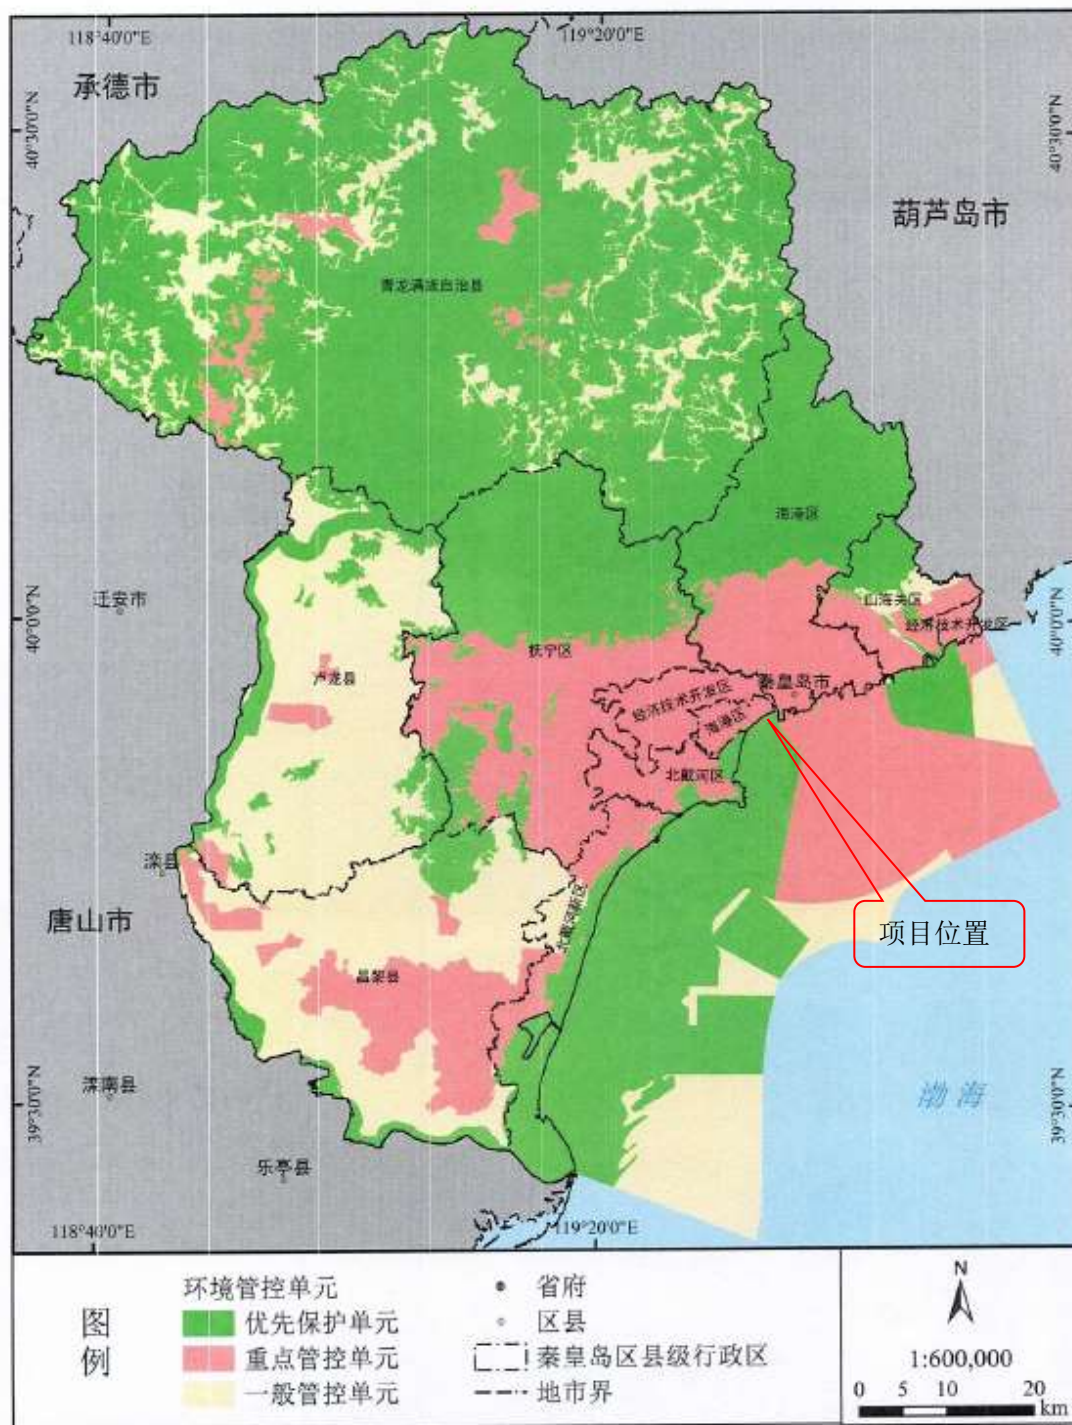 118°40'0"E
119°20'0"E
承德市
40°30'0"N
40°30'0"N
葫芦岛市
青龙满族自治县
海港区
迁安市
40°0'0"N
40°0'0"N
山海关区
经济技术开发区
抚宁区
卢龙县
秦皇岛市
经济技术开发区
海港区
北戴河区
滦县
唐山市
北戴河新区
项目位置
昌黎县
39°30'0"N
39°30'0"N
滦南县
渤海
乐亭县
118°40'0"E
119°20'0"E
图例
环境管控单元
优先保护单元
重点管控单元
一般管控单元
省府
区县
秦皇岛区县级行政区
地市界
N
1:600,000
0 5 10 20
km